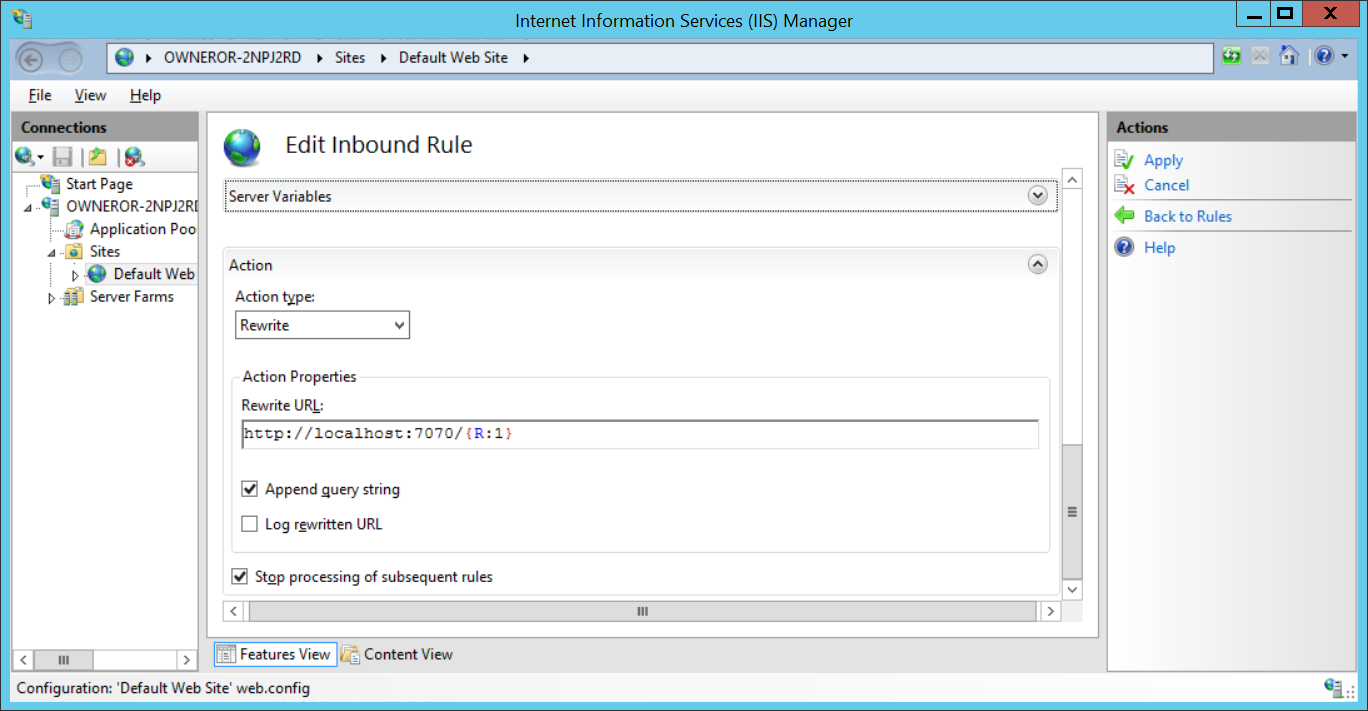 Internet Information Services (IIS) Manager
OWNEROR-2NPJ2RD Sites Default Web Site
File View Help
Connections
Start Page
OWNEROR-2NPJ2RD
Application Poo
Sites
Default Web
Server Farms
Edit Inbound Rule
Server Variables
Action
Action type:
Rewrite
Action Properties
Rewrite URL:
http://localhost:7070/{R:1}
Append query string
Log rewritten URL
Stop processing of subsequent rules
Features View Content View
Actions
Apply
Cancel
Back to Rules
Help
Configuration: 'Default Web Site' web.config